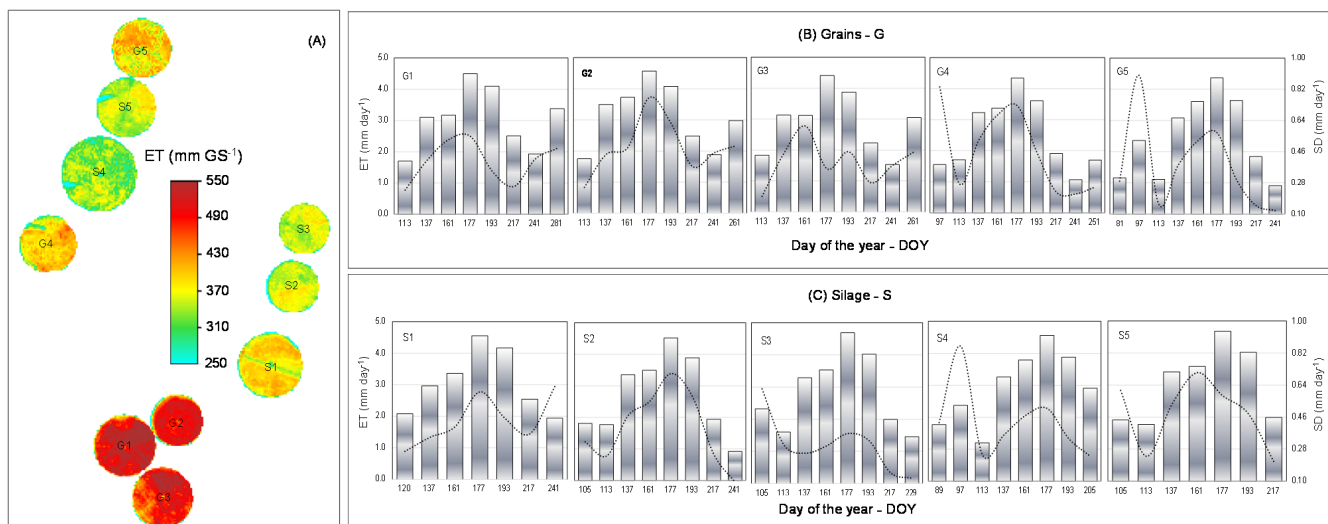 (A)
G5
S5
S4
G4
S3
S2
S1
G2
G1
G3
ET (mm GS⁻¹)
550
490
430
370
310
250
(B) Grains - G
G1
G2
G3
G4
G5
ET (mm day⁻¹)
5.0
4.0
3.0
2.0
1.0
0.0
SD (mm day⁻¹)
1.00
0.82
0.64
0.46
0.28
0.10
113 137 161 177 193 217 241 281
113 137 161 177 193 217 241 261
113 137 161 177 193 217 241 261
97 113 137 161 177 193 217 241 251
81 97 113 137 161 177 193 217 241
Day of the year - DOY
(C) Silage - S
S1
S2
S3
S4
S5
ET (mm day⁻¹)
5.0
4.0
3.0
2.0
1.0
0.0
SD (mm day⁻¹)
1.00
0.82
0.64
0.46
0.28
0.10
120 137 161 177 193 217 241
105 113 137 161 177 193 217 241
105 113 137 161 177 193 217 229
89 97 113 137 161 177 193 205
105 113 137 161 177 193 217
Day of the year - DOY